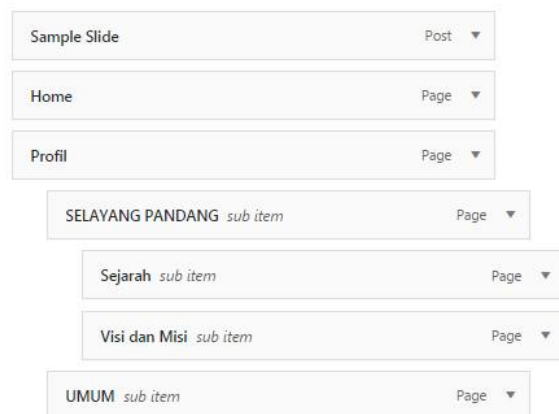 Sample Slide Post
Home Page
Profil Page
SELAYANG PANDANG sub item Page
Sejarah sub item Page
Visi dan Misi sub item Page
UMUM sub item Page